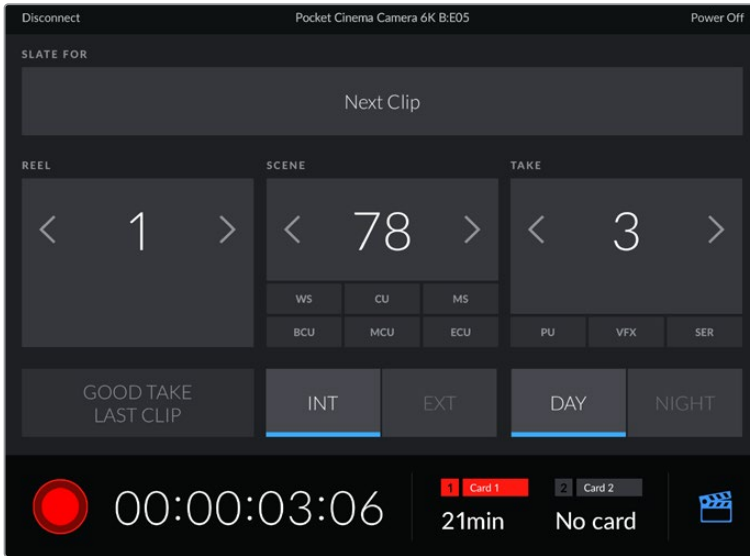 Disconnect Pocket Cinema Camera 6K B:E05 Power Off
SLATE FOR
Next Clip
REEL SCENE TAKE
1 78 3
WS CU MS
BCU MCU ECU PU VFX SER
GOOD TAKE
LAST CLIP
INT EXT DAY NIGHT
00:00:03:06
1 Card 1 2 Card 2
21min No card